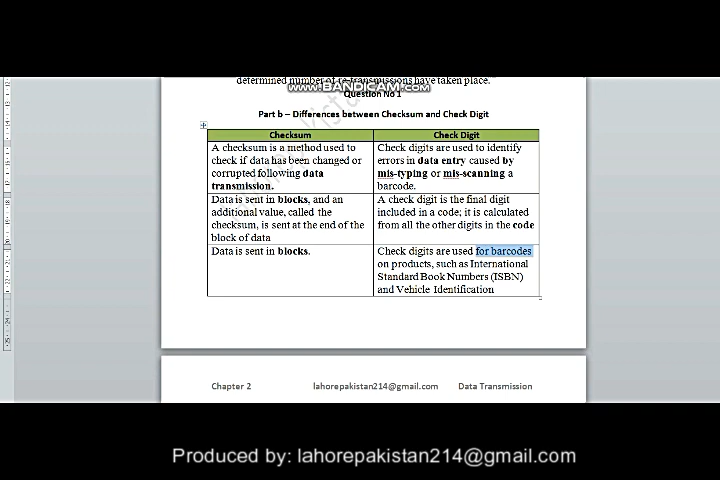 determined number of re-transmissions have taken place."
WWW.BANDICAM.COM
Question No 1
Part b – Differences between Checksum and Check Digit
Checksum
Check Digit
A checksum is a method used to
check if data has been changed or
corrupted following data
transmission.
Check digits are used to identify
errors in data entry caused by
mis-typing or mis-scanning a
barcode.
Data is sent in blocks, and an
additional value, called the
checksum, is sent at the end of the
block of data
A check digit is the final digit
included in a code; it is calculated
from all the other digits in the code
Data is sent in blocks.
Check digits are used for barcodes
on products, such as International
Standard Book Numbers (ISBN)
and Vehicle Identification
Chapter 2
lahorepakistan214@gmail.com
Data Transmission
Produced by: lahorepakistan214@gmail.com